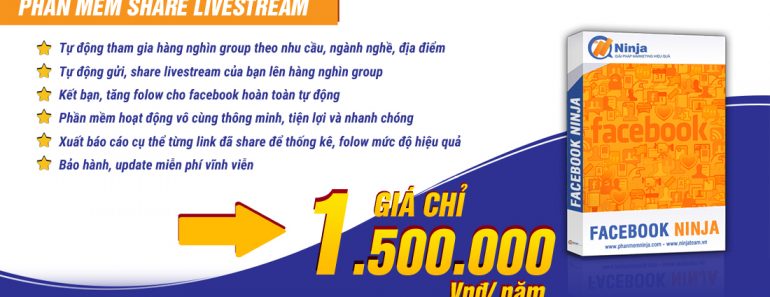 PHẦN MỀM SHARE LIVESTREAM
Tự động tham gia hàng nghìn group theo nhu cầu, ngành nghề, địa điểm
Tự động gửi, share livestream của bạn lên hàng nghìn group
Kết bạn, tăng folow cho facebook hoàn toàn tự động
Phần mềm hoạt động vô cùng thông minh, tiện lợi và nhanh chóng
Xuất báo cáo cụ thể từng link đã share để thống kê, folow mức độ hiệu quả
Bảo hành, update miễn phí vĩnh viễn
GIÁ CHỈ
1.500.000
Vnđ/ năm
Ninja
GIẢI PHÁP MARKETING HIỆU QUẢ
facebook
FACEBOOK NINJA
FACEBOOK NINJA
www.phanmemninja.com - www.ninjateam.vn